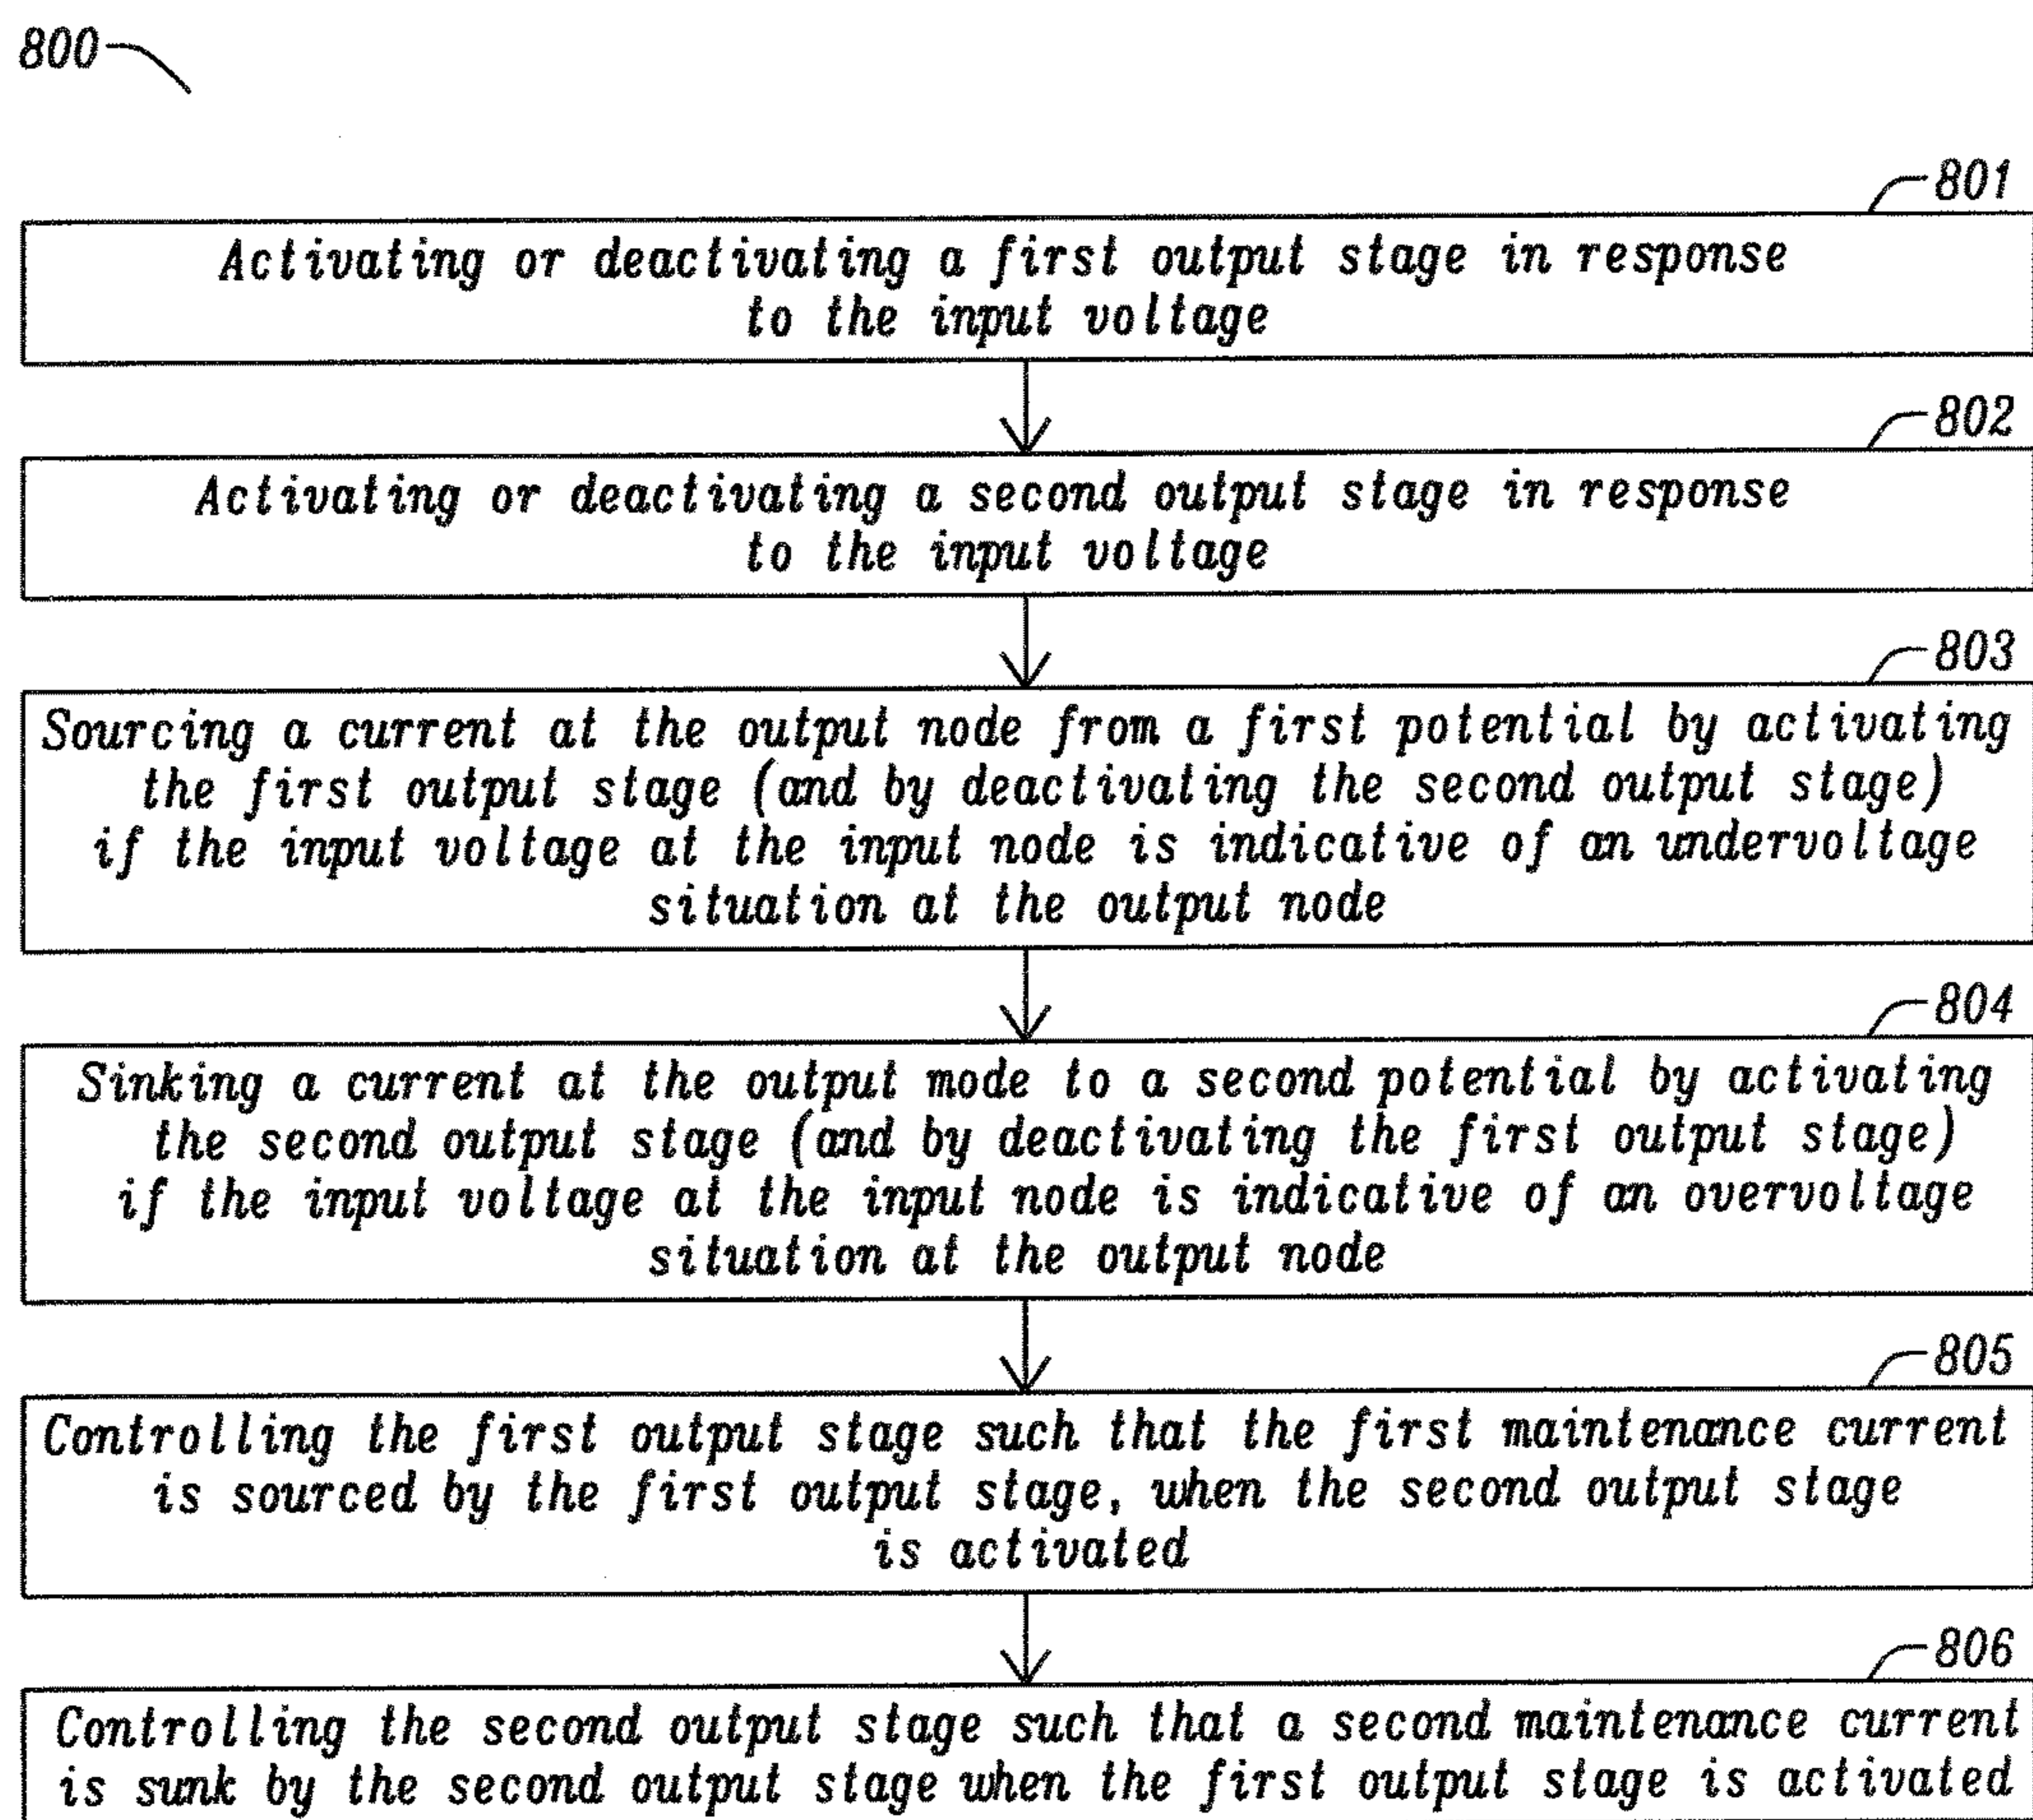 800
801
Activating or deactivating a first output stage in response
to the input voltage
802
Activating or deactivating a second output stage in response
to the input voltage
803
Sourcing a current at the output node from a first potential by activating
the first output stage (and by deactivating the second output stage)
if the input voltage at the input node is indicative of an undervoltage
situation at the output node
804
Sinking a current at the output mode to a second potential by activating
the second output stage (and by deactivating the first output stage)
if the input voltage at the input node is indicative of an overvoltage
situation at the output node
805
Controlling the first output stage such that the first maintenance current
is sourced by the first output stage, when the second output stage
is activated
806
Controlling the second output stage such that a second maintenance current
is sunk by the second output stage when the first output stage is activated